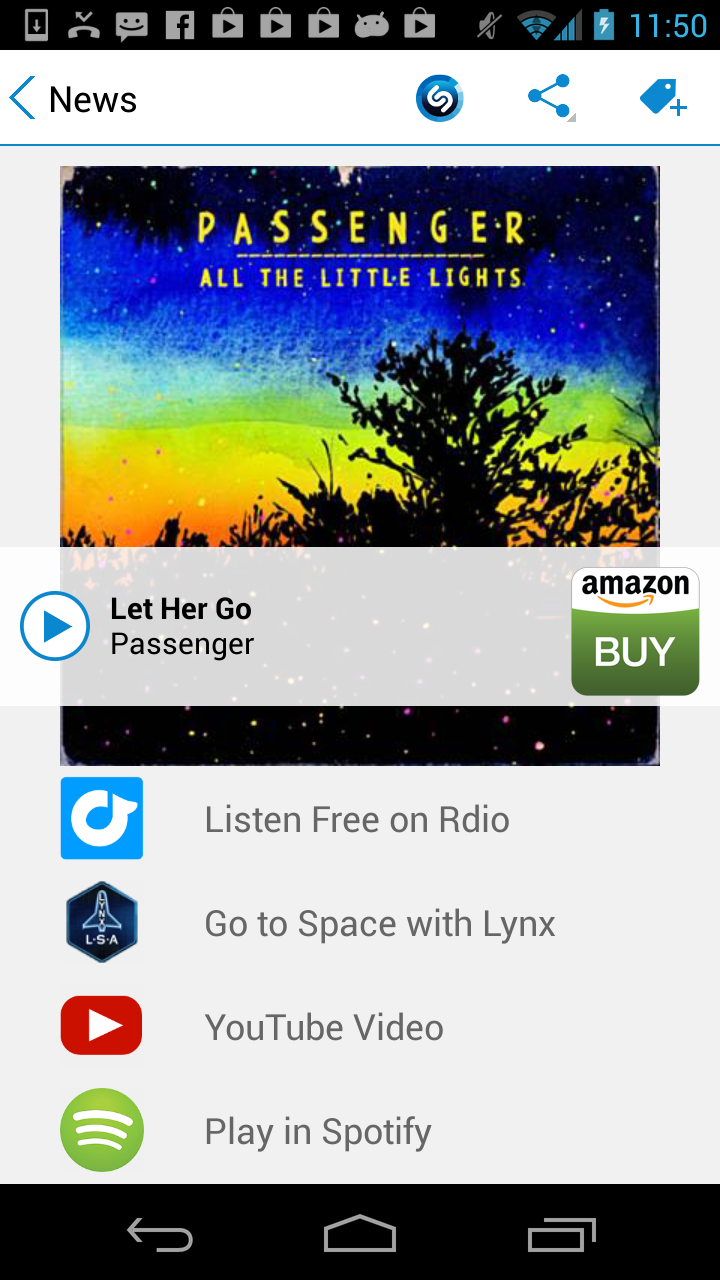 11:50
News
PASSENGER
ALL THE LITTLE LIGHTS
Let Her Go
Passenger
amazon
BUY
Listen Free on Rdio
LYNX
L·S·A
Go to Space with Lynx
YouTube Video
Play in Spotify